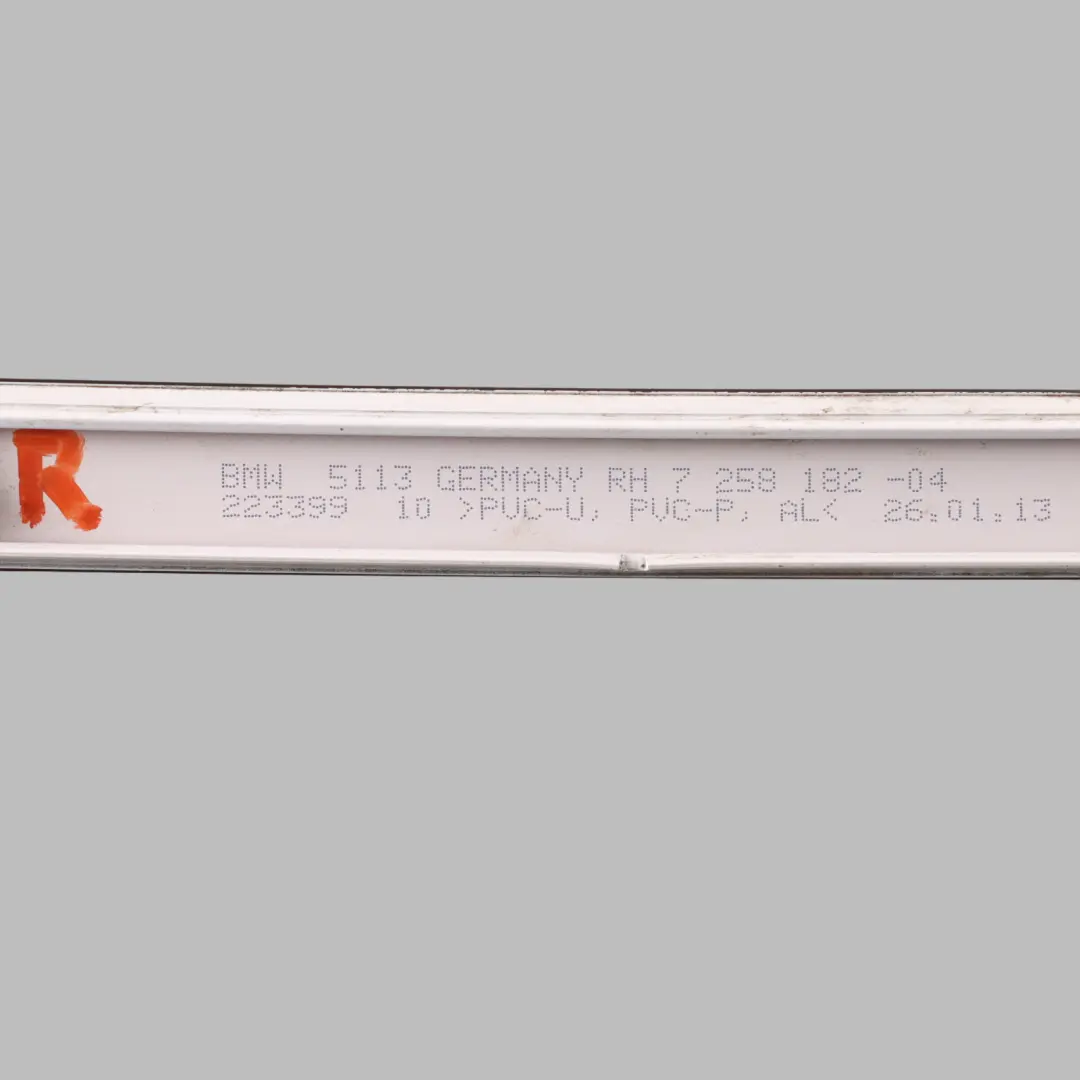 R
BMW 5113 GERMANY RH 7 258 182 -04
223399 10 >PVC-U, PVC-P, AL< 26.01.13